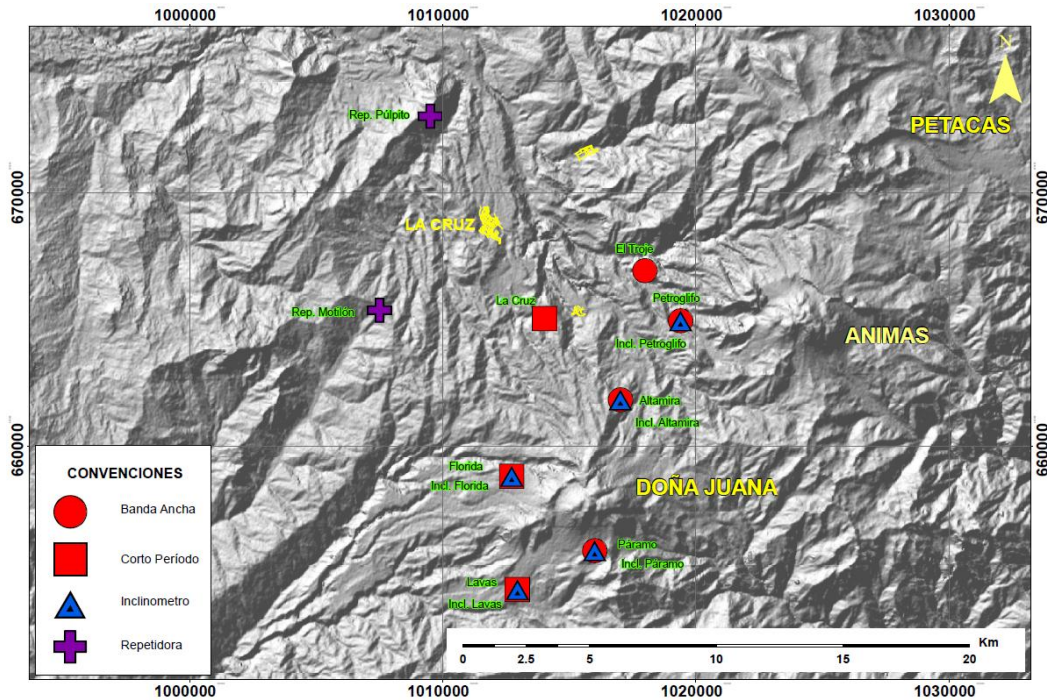 1000000
1010000
1020000
1030000
N
Rep. Púlpito
PETACAS
670000
670000
LA CRUZ
El Troje
Petroglifo
La Cruz
Rep. Motilón
Incl. Petroglifo
ANIMAS
Altamira
Incl. Altamira
660000
660000
Florida
Incl. Florida
DOÑA JUANA
Páramo
Incl. Páramo
Lavas
Incl. Lavas
CONVENCIONES
Banda Ancha
Corto Período
Inclinometro
Repetidora
Km
0 2.5 5 10 15 20
1000000
1010000
1020000
1030000